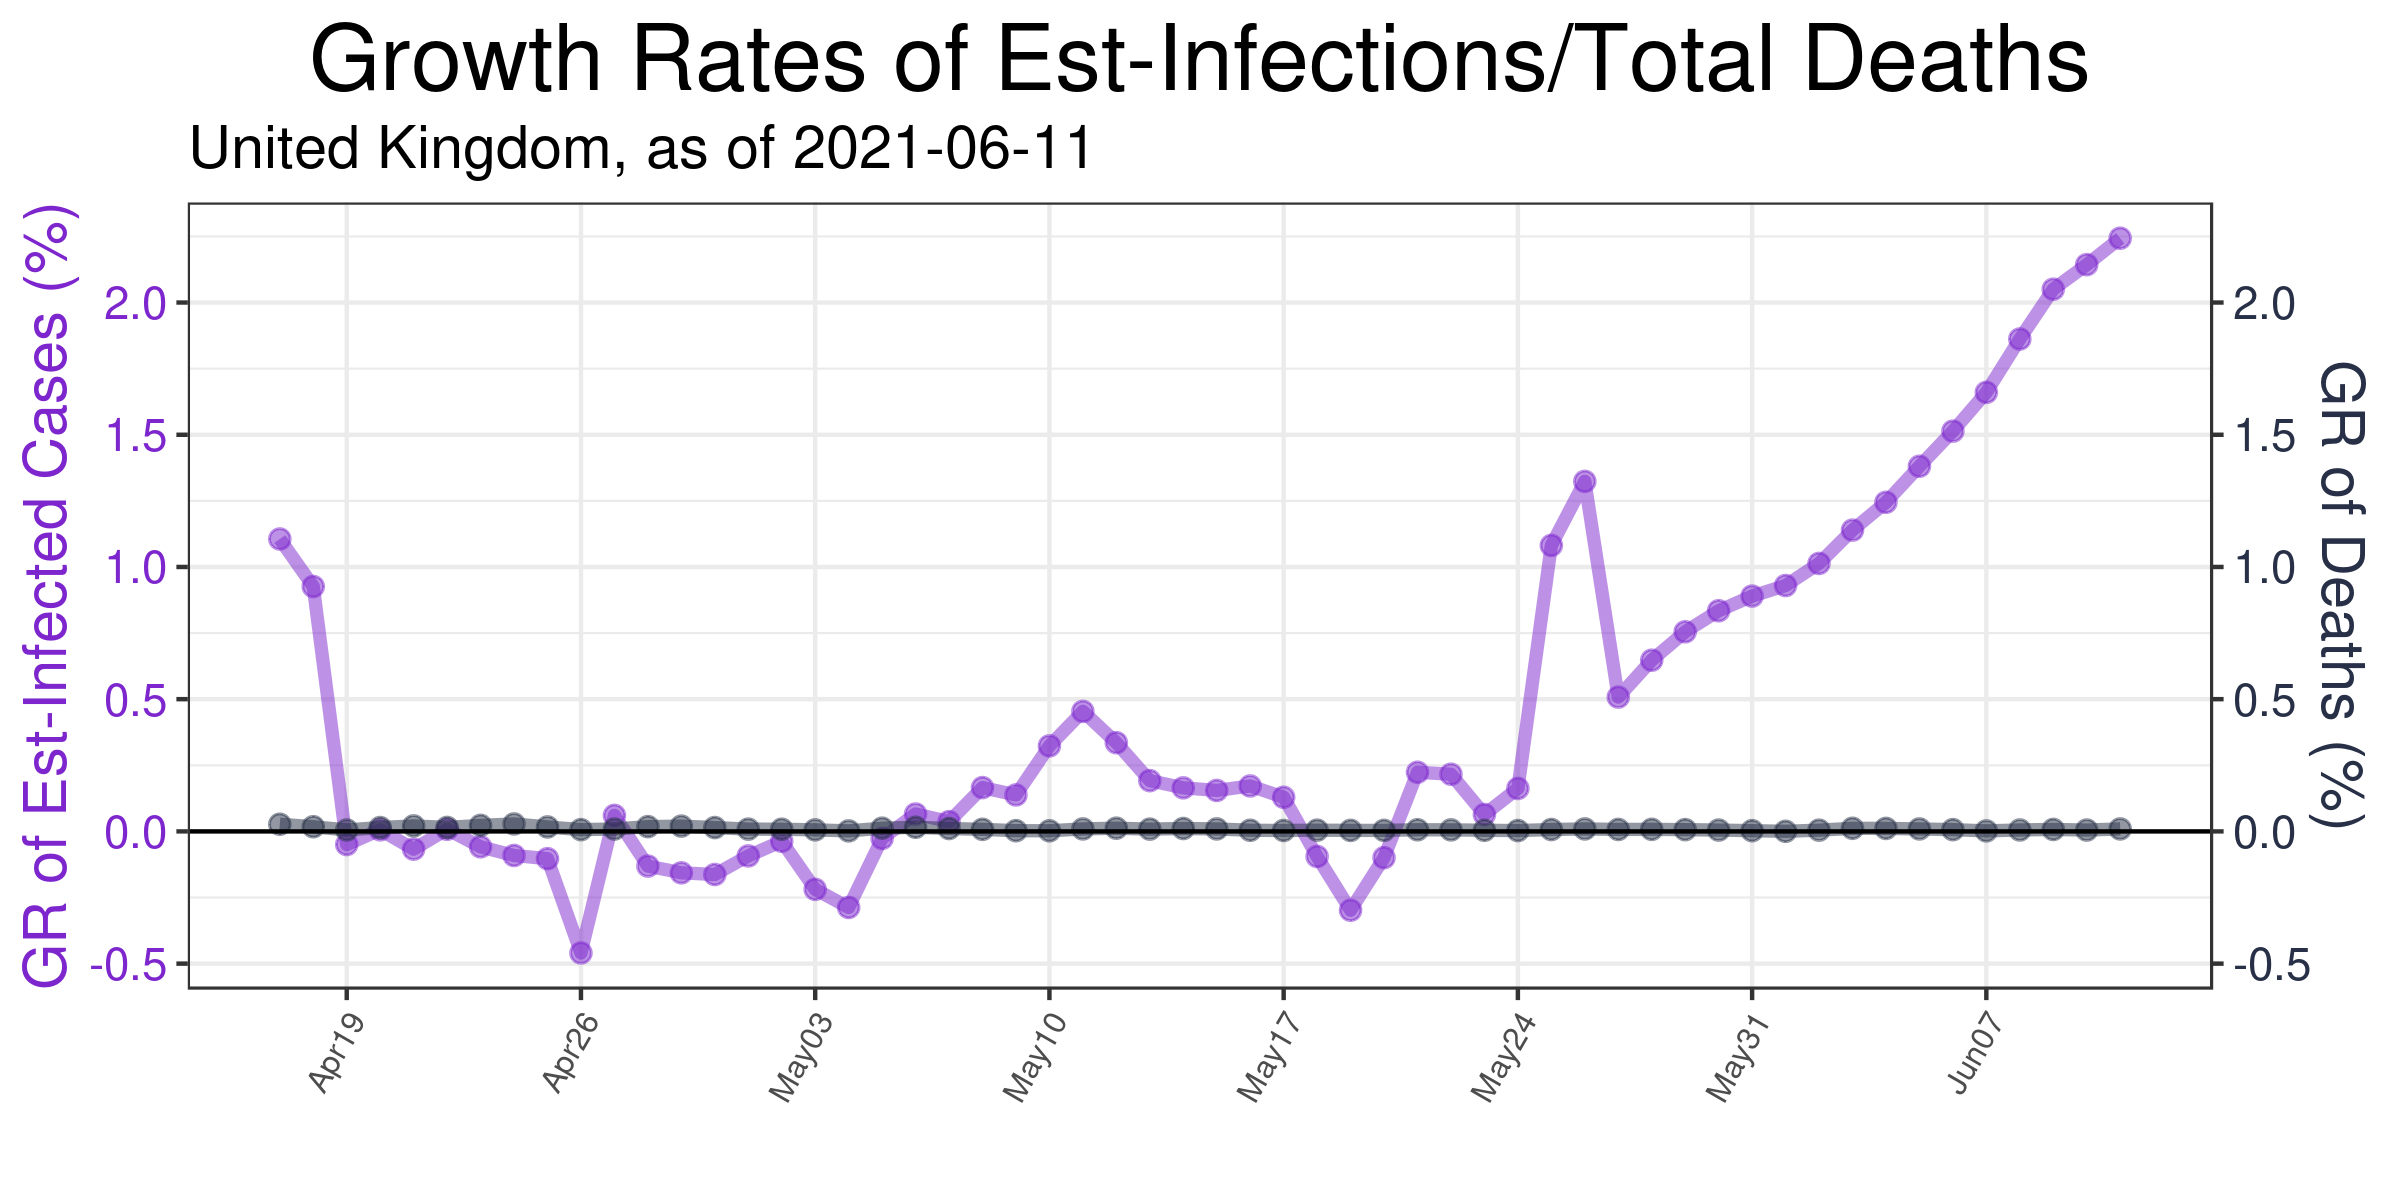 Growth Rates of Est-Infections/Total Deaths
United Kingdom, as of 2021-06-11
GR of Est-Infected Cases (%)
2.0
1.5
1.0
0.5
0.0
-0.5
2.0
1.5
1.0
0.5
0.0
-0.5
GR of Deaths (%)
Apr19
Apr26
May03
May10
May17
May24
May31
Jun07